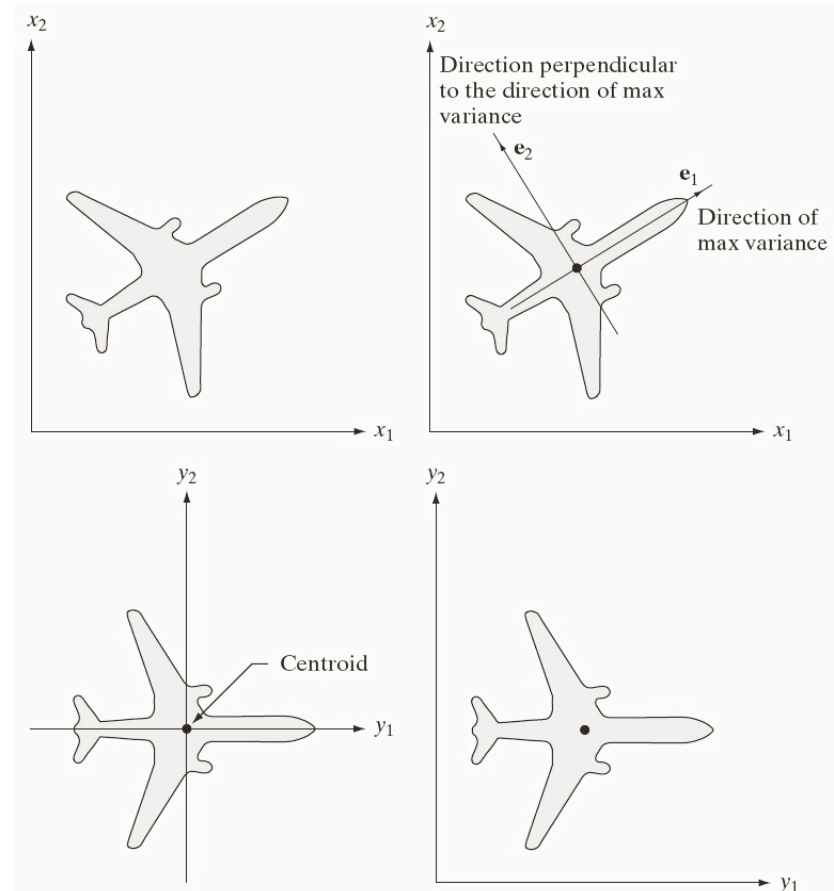 x2
x1
x2
Direction perpendicular
to the direction of max
variance
e2
e1
Direction of
max variance
x1
y2
Centroid
y1
y2
y1